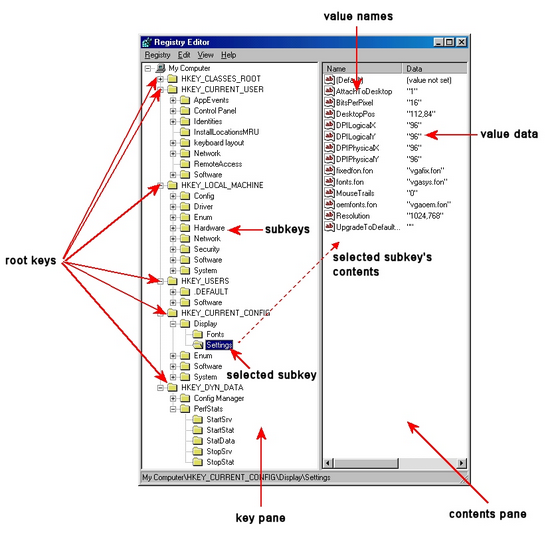 value names
Registry Editor
Registry Edit View Help
My Computer
HKEY_CLASSES_ROOT
HKEY_CURRENT_USER
AppEvents
Control Panel
Identities
InstallLocationsMRU
keyboard layout
Network
RemoteAccess
Software
HKEY_LOCAL_MACHINE
Config
Driver
Enum
Hardware
Network
Security
Software
System
HKEY_USERS
.DEFAULT
Software
HKEY_CURRENT_CONFIG
Display
Fonts
Settings
Enum
Software
System
HKEY_DYN_DATA
Config Manager
PerfStats
StartSrv
StartStat
StatData
StopSrv
StopStat
Name Data
(Default) (value not set)
AttachToDesktop "1"
BitsPerPixel "16"
DesktopPos "112,84"
DPILogicalX "96"
DPILogicalY "96"
DPIPhysicalX "96"
DPIPhysicalY "96"
fixedfon.fon "vgafix.fon"
fonts.fon "vgasys.fon"
MouseTrails "0"
oemfonts.fon "vgaoem.fon"
Resolution "1024,768"
UpgradeToDefault... ""
value data
subkeys
root keys
selected subkey's
contents
selected subkey
My Computer\HKEY_CURRENT_CONFIG\Display\Settings
key pane
contents pane